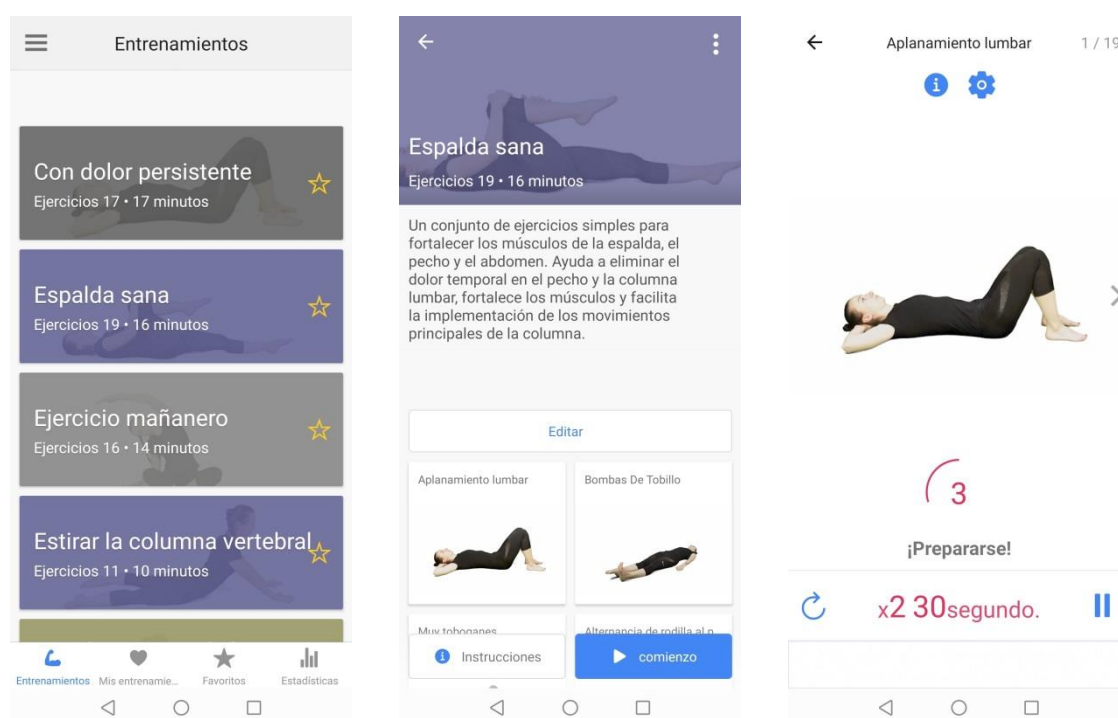 Entrenamientos
Con dolor persistente
Ejercicios 17 • 17 minutos
Espalda sana
Ejercicios 19 • 16 minutos
Ejercicio mañanero
Ejercicios 16 • 14 minutos
Estirar la columna vertebral
Ejercicios 11 • 10 minutos
Entrenamientos
Mis entrenamie...
Favoritos
Estadísticas
Espalda sana
Ejercicios 19 • 16 minutos
Un conjunto de ejercicios simples para
fortalecer los músculos de la espalda, el
pecho y el abdomen. Ayuda a eliminar el
dolor temporal en el pecho y la columna
lumbar, fortalece los músculos y facilita
la implementación de los movimientos
principales de la columna.
Editar
Aplanamiento lumbar
Bombas De Tobillo
Muy toboganes
Alternancia de rodilla al p
Instrucciones
comienzo
Aplanamiento lumbar
1 / 19
3
¡Prepararse!
x2 30segundo.